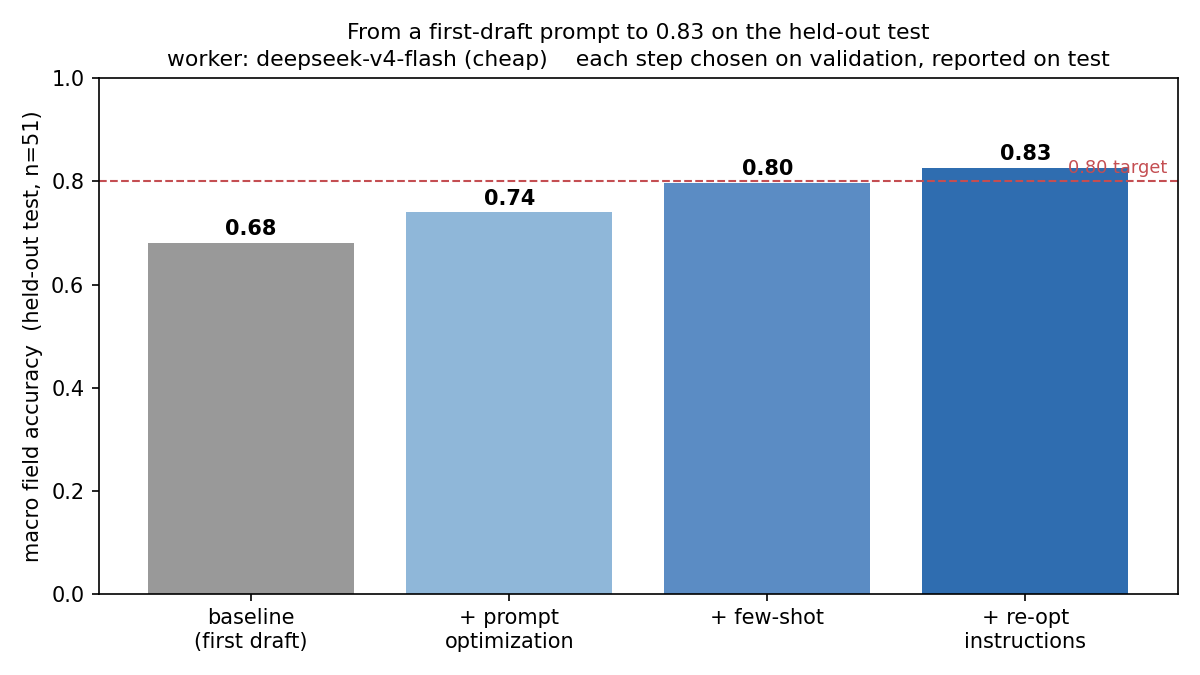 From a first-draft prompt to 0.83 on the held-out test
worker: deepseek-v4-flash (cheap)    each step chosen on validation, reported on test
macro field accuracy  (held-out test, n=51)
1.0
0.8
0.6
0.4
0.2
0.0
0.68
0.74
0.80
0.83
0.80 target
baseline
(first draft)
+ prompt
optimization
+ few-shot
+ re-opt
instructions